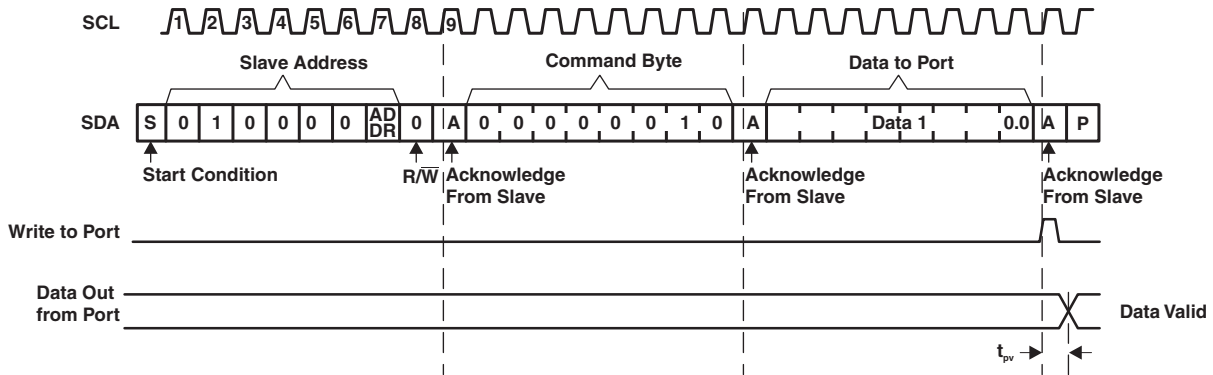 SCL 1 2 3 4 5 6 7 8 9
Slave Address Command Byte Data to Port
SDA S 0 1 0 0 0 0 AD DR 0 A 0 0 0 0 0 0 1 0 A Data 1 0.0 A P
Start Condition R/W Acknowledge From Slave Acknowledge From Slave Acknowledge From Slave
Write to Port
Data Out
from Port
Data Valid
tpv